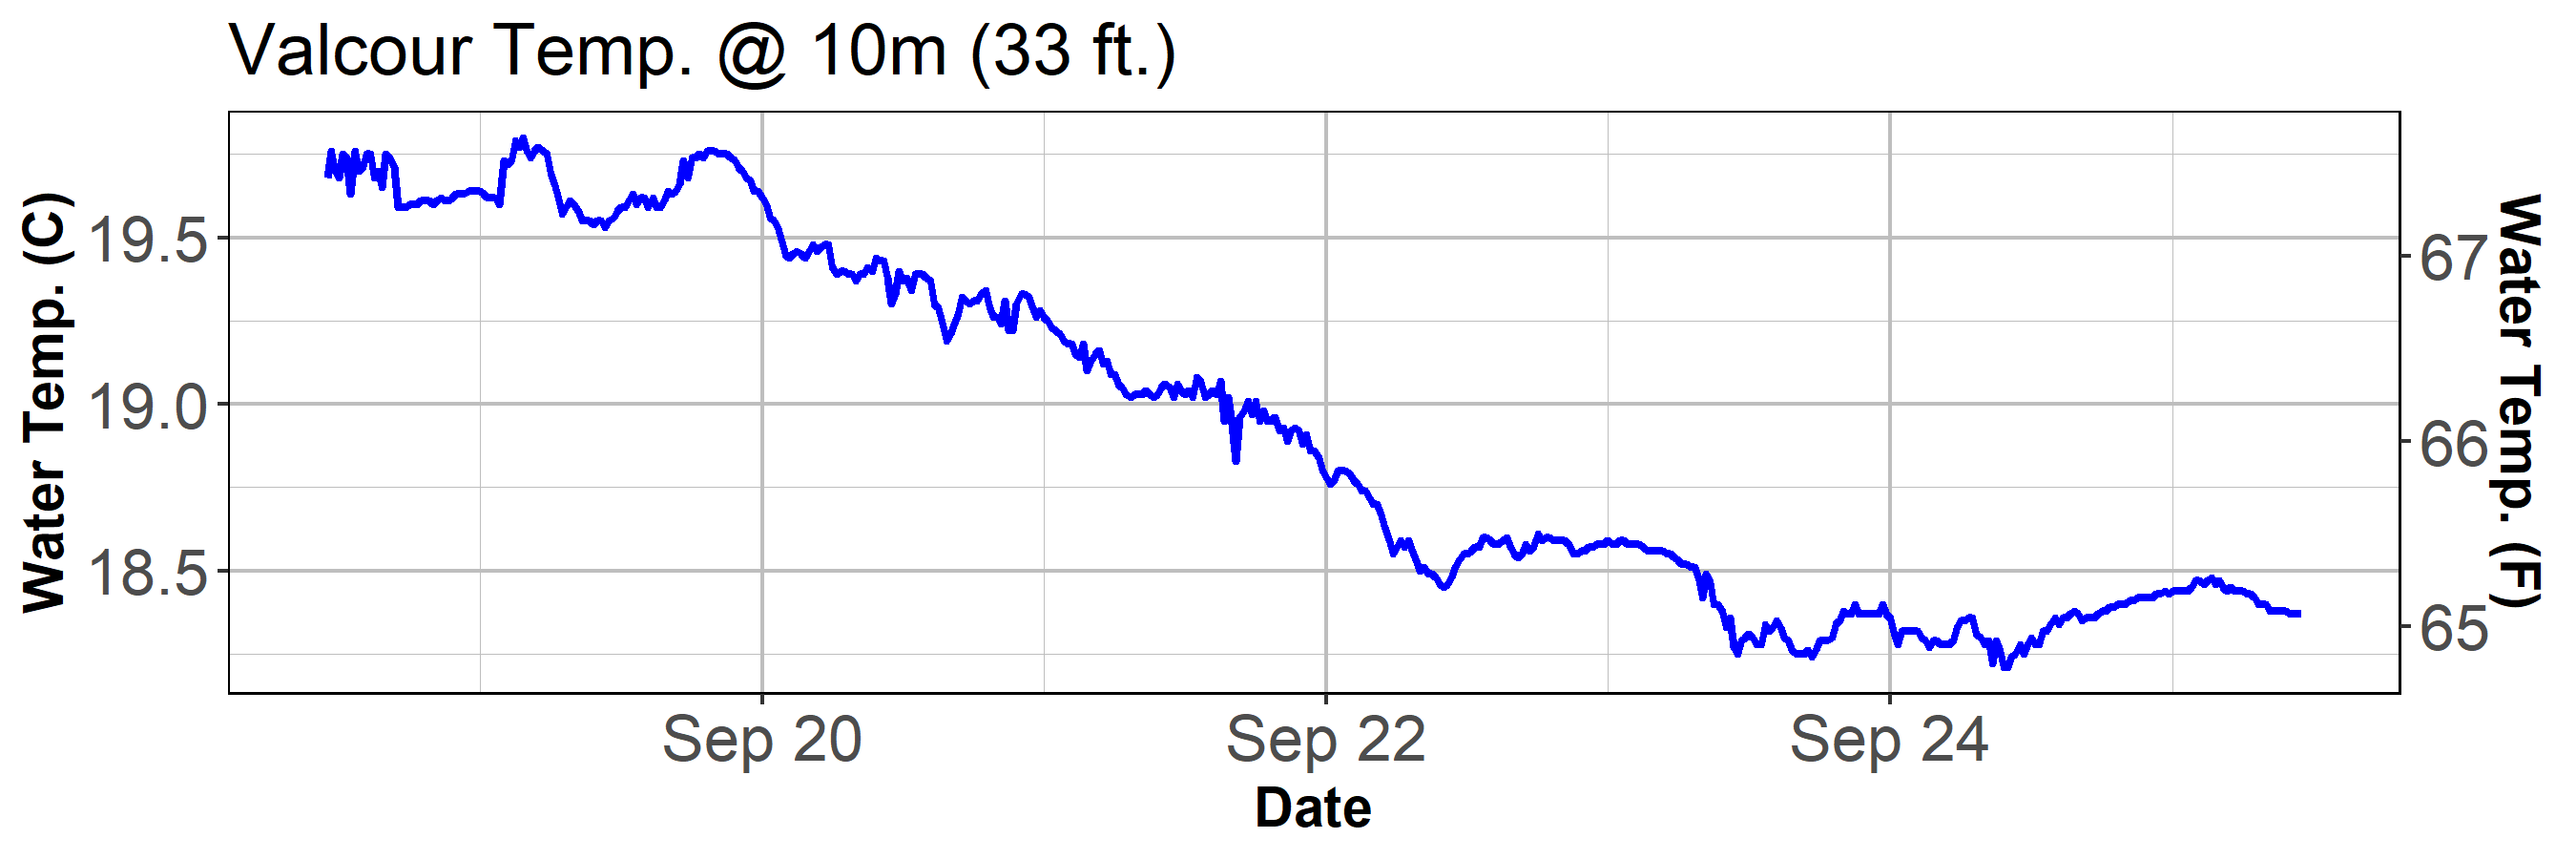 Valcour Temp. @ 10m (33 ft.)
Water Temp. (C)
19.5
19.0
18.5
67
66
65
Water Temp. (F)
Sep 20
Sep 22
Sep 24
Date